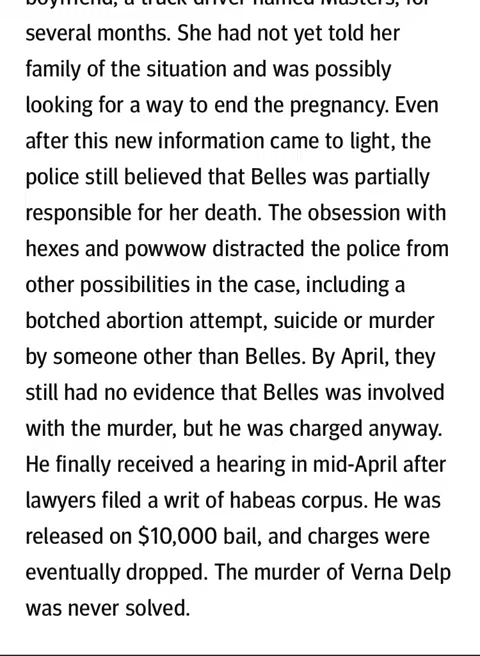 boyfriend, a truck driver named Masters, for
several months. She had not yet told her
family of the situation and was possibly
looking for a way to end the pregnancy. Even
after this new information came to light, the
police still believed that Belles was partially
responsible for her death. The obsession with
hexes and powwow distracted the police from
other possibilities in the case, including a
botched abortion attempt, suicide or murder
by someone other than Belles. By April, they
still had no evidence that Belles was involved
with the murder, but he was charged anyway.
He finally received a hearing in mid-April after
lawyers filed a writ of habeas corpus. He was
released on $10,000 bail, and charges were
eventually dropped. The murder of Verna Delp
was never solved.